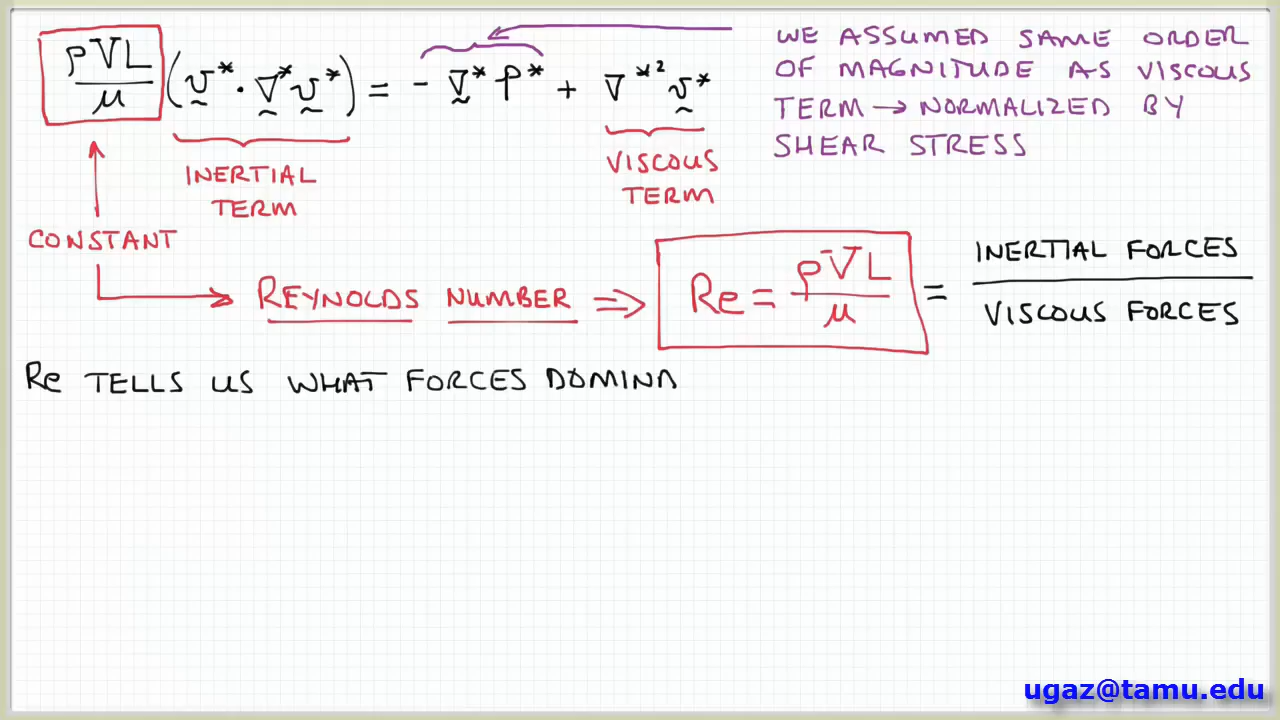 ρVL/μ (v* · ∇*v*) = - ∇*P* + ∇*²v*
WE ASSUMED SAME ORDER
OF MAGNITUDE AS VISCOUS
TERM → NORMALIZED BY
SHEAR STRESS
INERTIAL
TERM
VISCOUS
TERM
CONSTANT
REYNOLDS NUMBER ⇒ Re = ρVL/μ = INERTIAL FORCES / VISCOUS FORCES
Re TELLS US WHAT FORCES DOMINA
ugaz@tamu.edu